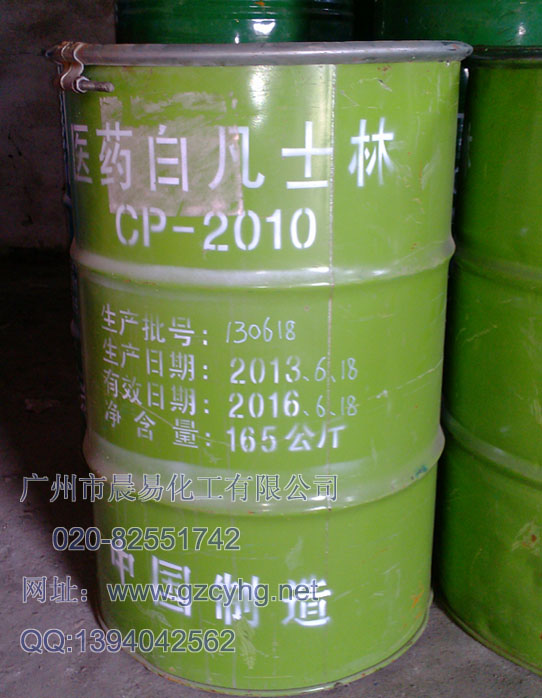 医药白凡士林
CP-2010
生产批号：130618
生产日期：2013.6.18
有效日期：2016.6.18
净含量：165公斤
广州市晨易化工有限公司
020-82551742
中国制造
网址：www.gzcyhg.net
QQ:1394042562